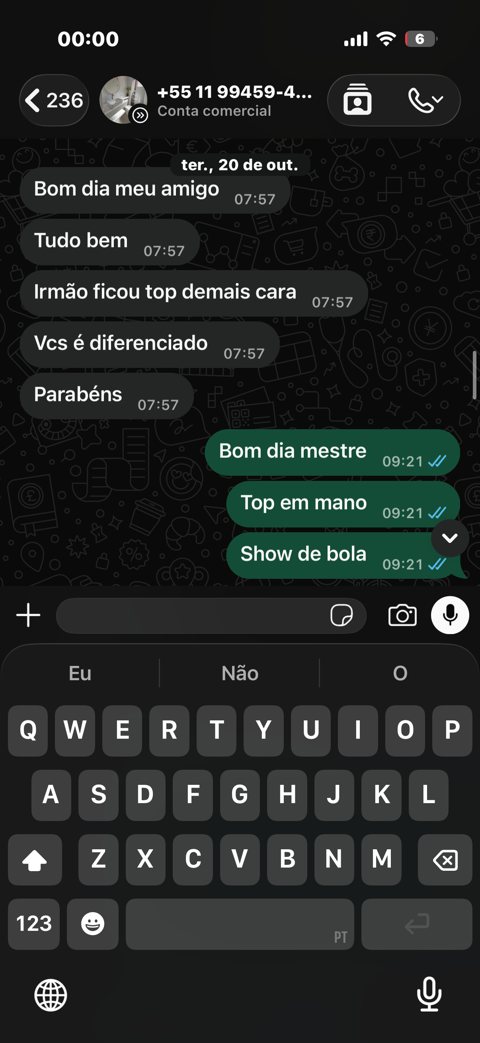 00:00
6
236
+55 11 99459-4...
Conta comercial
ter., 20 de out.
Bom dia meu amigo 07:57
Tudo bem 07:57
Irmão ficou top demais cara 07:57
Vcs é diferenciado 07:57
Parabéns 07:57
Bom dia mestre 09:21
Top em mano 09:21
Show de bola 09:21
Eu Não O
Q W E R T Y U I O P
A S D F G H J K L
Z X C V B N M
123
PT